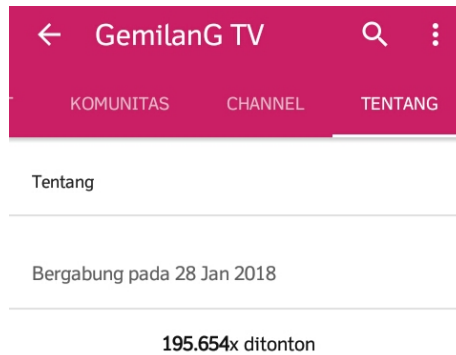 GemilanG TV
KOMUNITAS CHANNEL TENTANG
Tentang
Bergabung pada 28 Jan 2018
195.654x ditonton